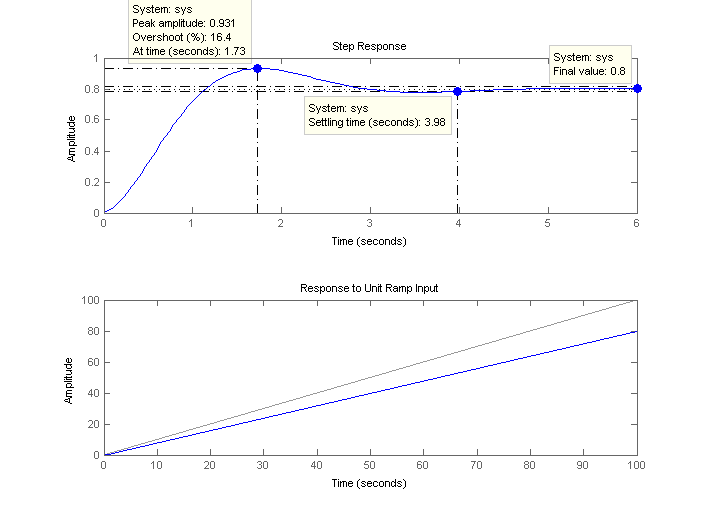 System: sys
Peak amplitude: 0.931
Overshoot (%): 16.4
At time (seconds): 1.73
Step Response
System: sys
Final value: 0.8
System: sys
Settling time (seconds): 3.98
Amplitude
1
0.8
0.6
0.4
0.2
0
0 1 2 3 4 5 6
Time (seconds)
Response to Unit Ramp Input
Amplitude
100
80
60
40
20
0
0 10 20 30 40 50 60 70 80 90 100
Time (seconds)